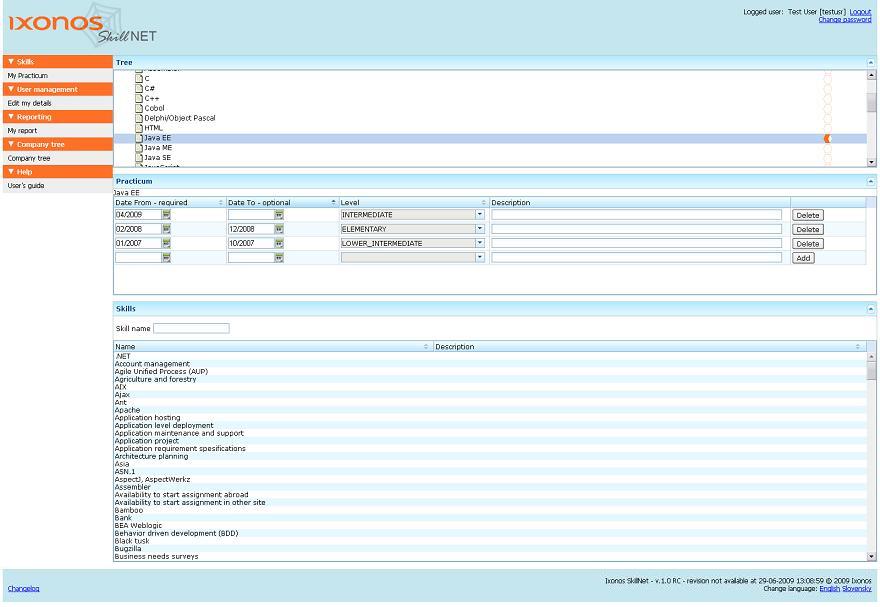 ixonos
SkillNET
Logged user: Test User [testusr] Logout
Change password
Skills
My Practicum
User management
Edit my details
Reporting
My report
Company tree
Company tree
Help
User's guide
Tree
C
C#
C++
Cobol
Delphi/Object Pascal
HTML
Java EE
Java ME
Java SE
JavaScript
Practicum
Java EE
Date From - required Date To - optional Level Description
04/2009 INTERMEDIATE Delete
02/2008 12/2008 ELEMENTARY Delete
01/2007 10/2007 LOWER_INTERMEDIATE Delete
Add
Skills
Skill name
Name Description
.NET
Account management
Agile Unified Process (AUP)
Agriculture and forestry
AIX
Ajax
Ant
Apache
Application hosting
Application level deployment
Application maintenance and support
Application project
Application requirement spesifications
Architecture planning
Asia
ASN.1
AspectJ, AspectWerkz
Assembler
Availability to start assignment abroad
Availability to start assignment in other site
Bamboo
Bank
BEA Weblogic
Behavior driven development (BDD)
Black tusk
Bugzilla
Business needs surveys
Changelog
Ixonos SkillNet - v.1.0 RC - revision not available at 29-06-2009 13:08:59 @ 2009 Ixonos
Change language: English Slovensky